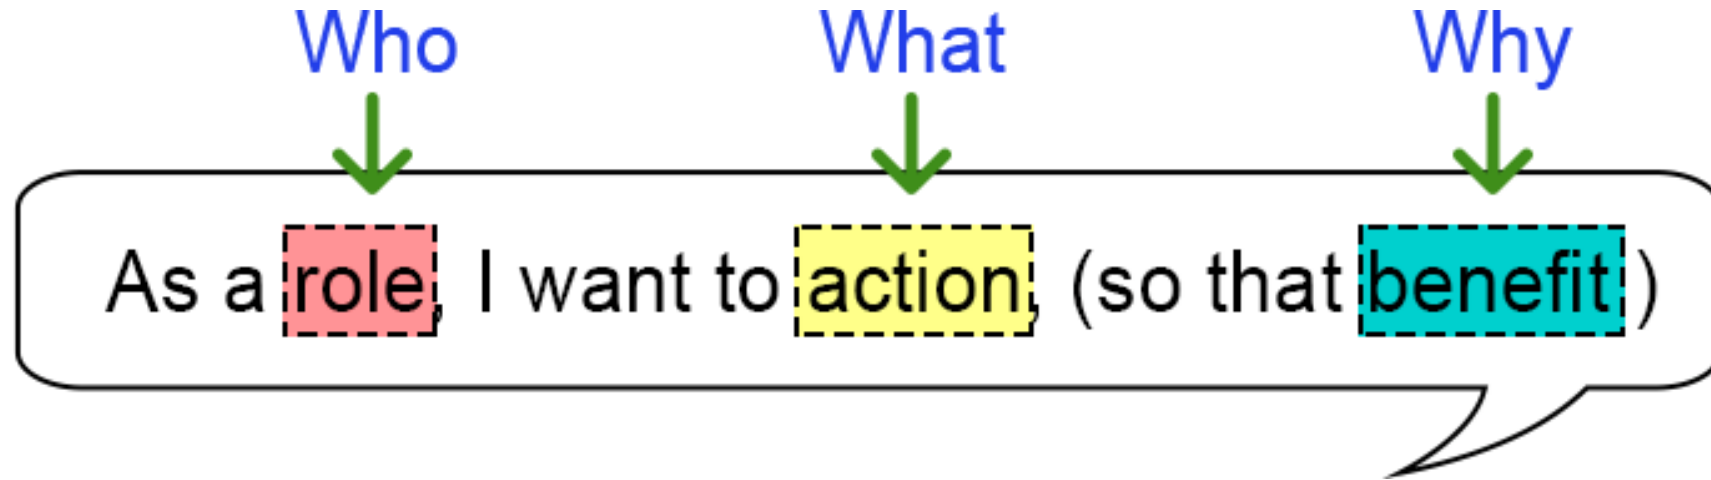 Who What Why
As a role, I want to action, (so that benefit )